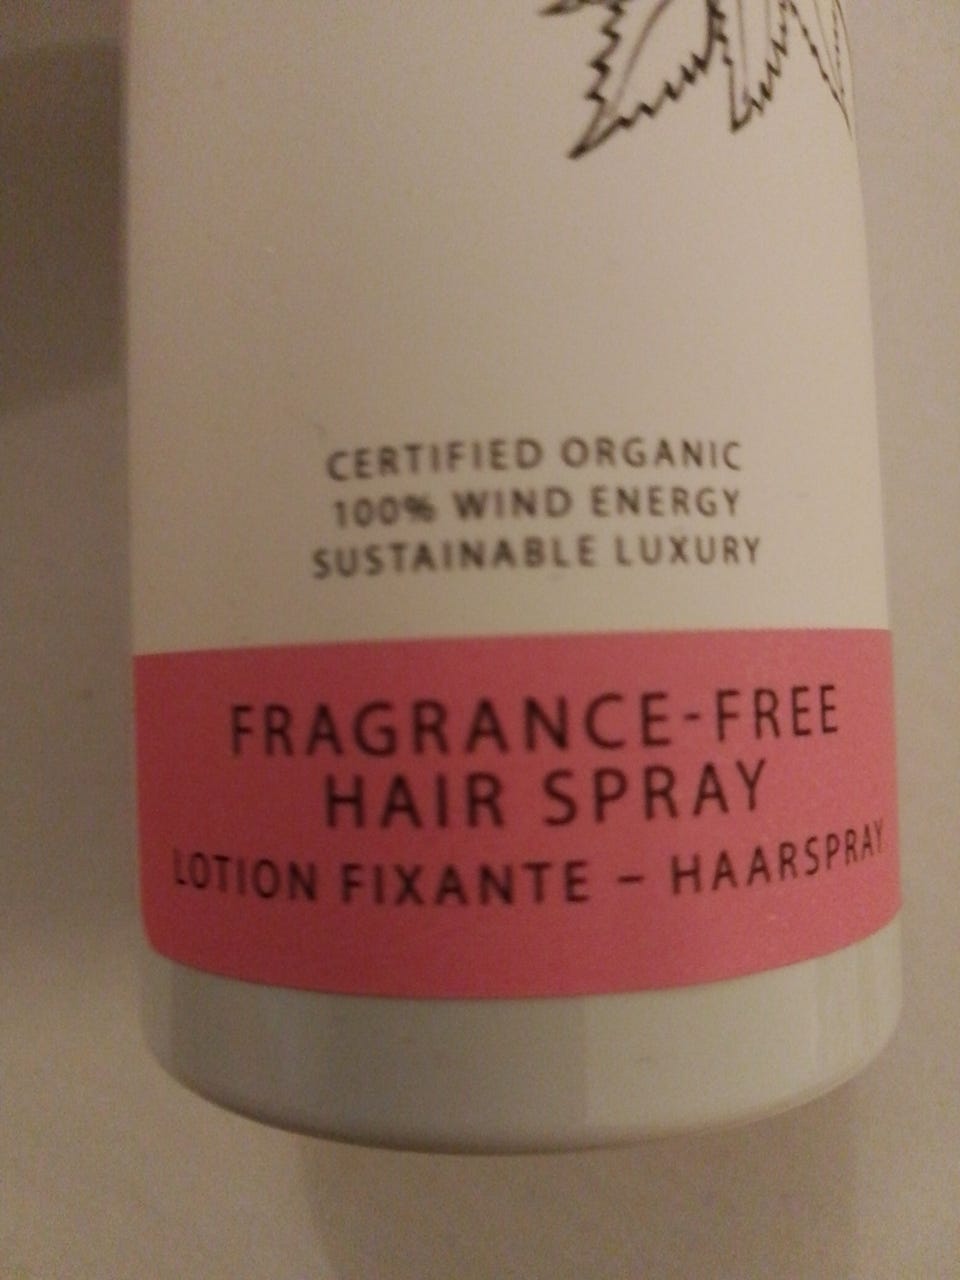 CERTIFIED ORGANIC
100% WIND ENERGY
SUSTAINABLE LUXURY
FRAGRANCE-FREE
HAIR SPRAY
LOTION FIXANTE – HAARSPRAY